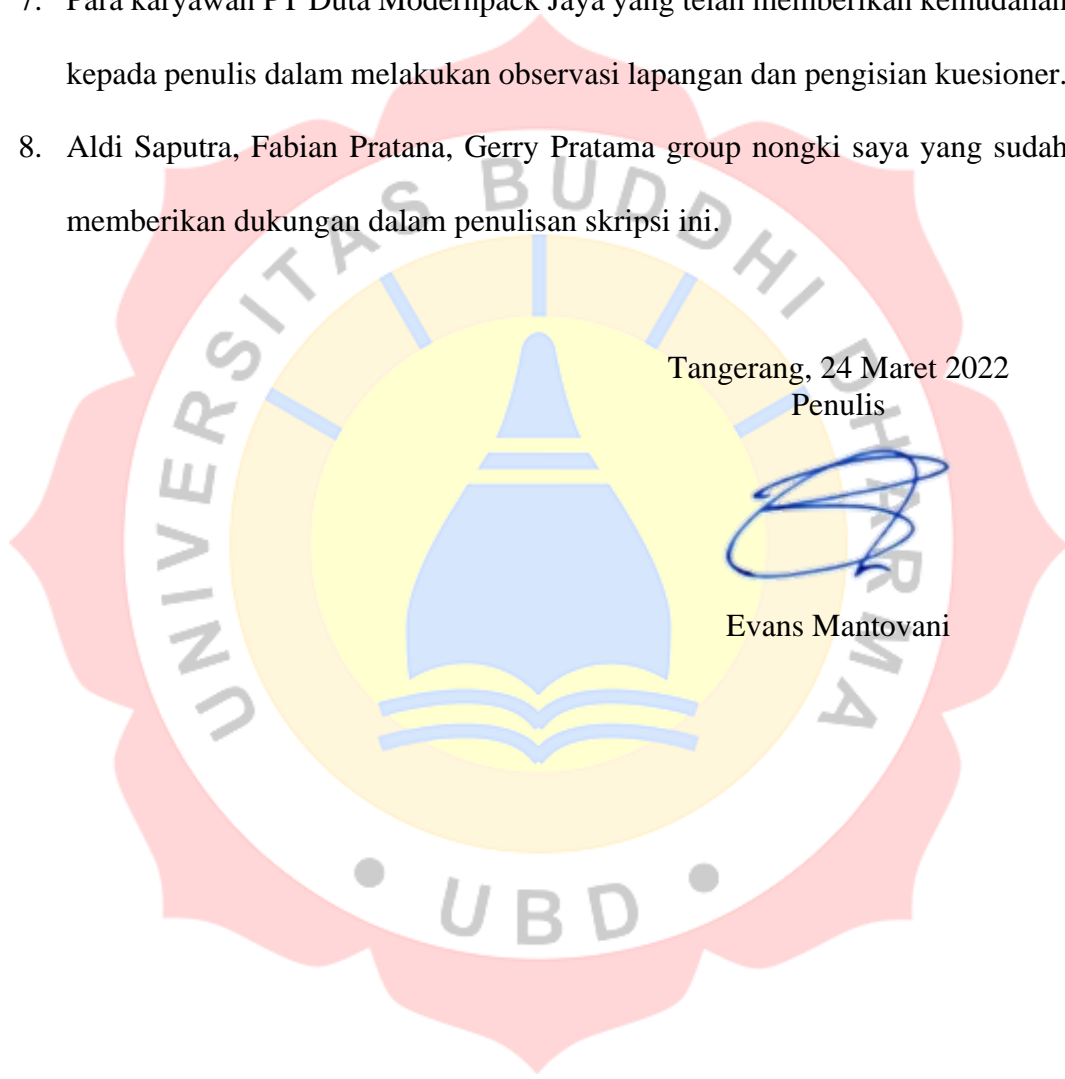 7. Para karyawan PT Duta Modernpack Jaya yang telah memberikan kemudahan
kepada penulis dalam melakukan observasi lapangan dan pengisian kuesioner.
8. Aldi Saputra, Fabian Pratana, Gerry Pratama group nongki saya yang sudah
memberikan dukungan dalam penulisan skripsi ini.
Tangerang, 24 Maret 2022
Penulis
Evans Mantovani
UNIVERSITAS BUDDHI DHARMA
• UBD •